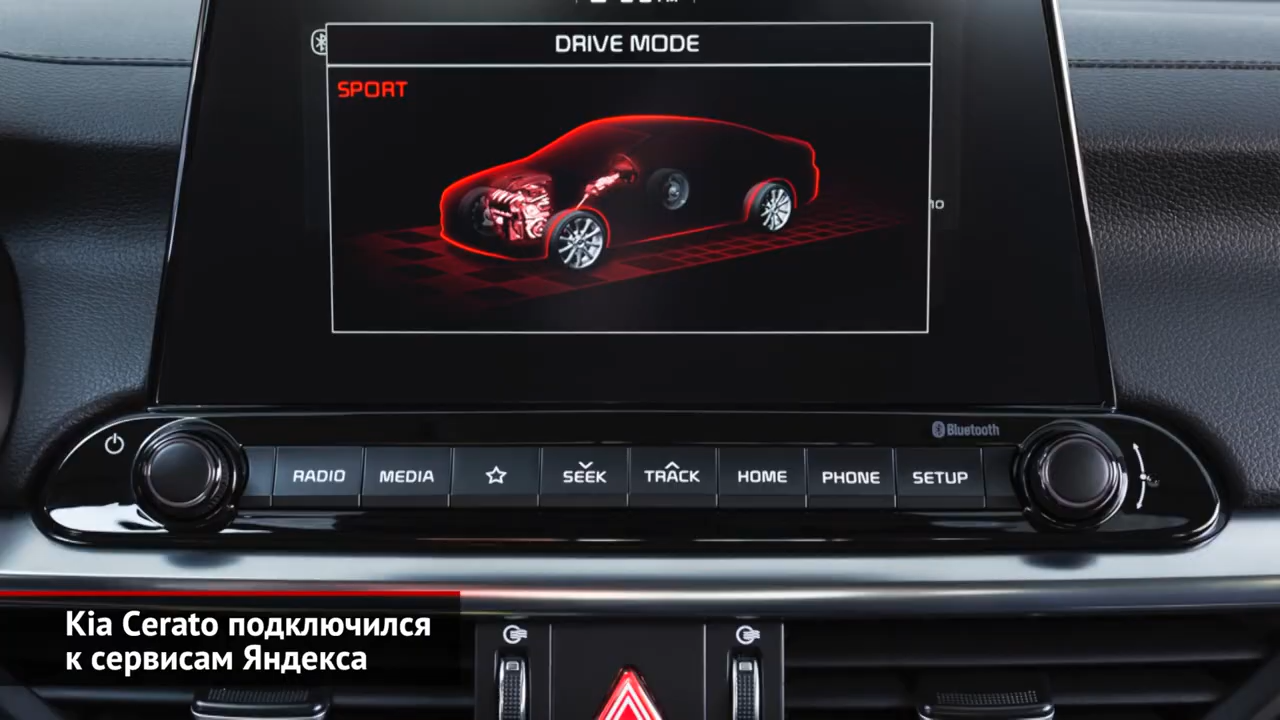 DRIVE MODE
SPORT
Bluetooth
RADIO MEDIA SEEK TRACK HOME PHONE SETUP
Kia Cerato подключился
к сервисам Яндекса